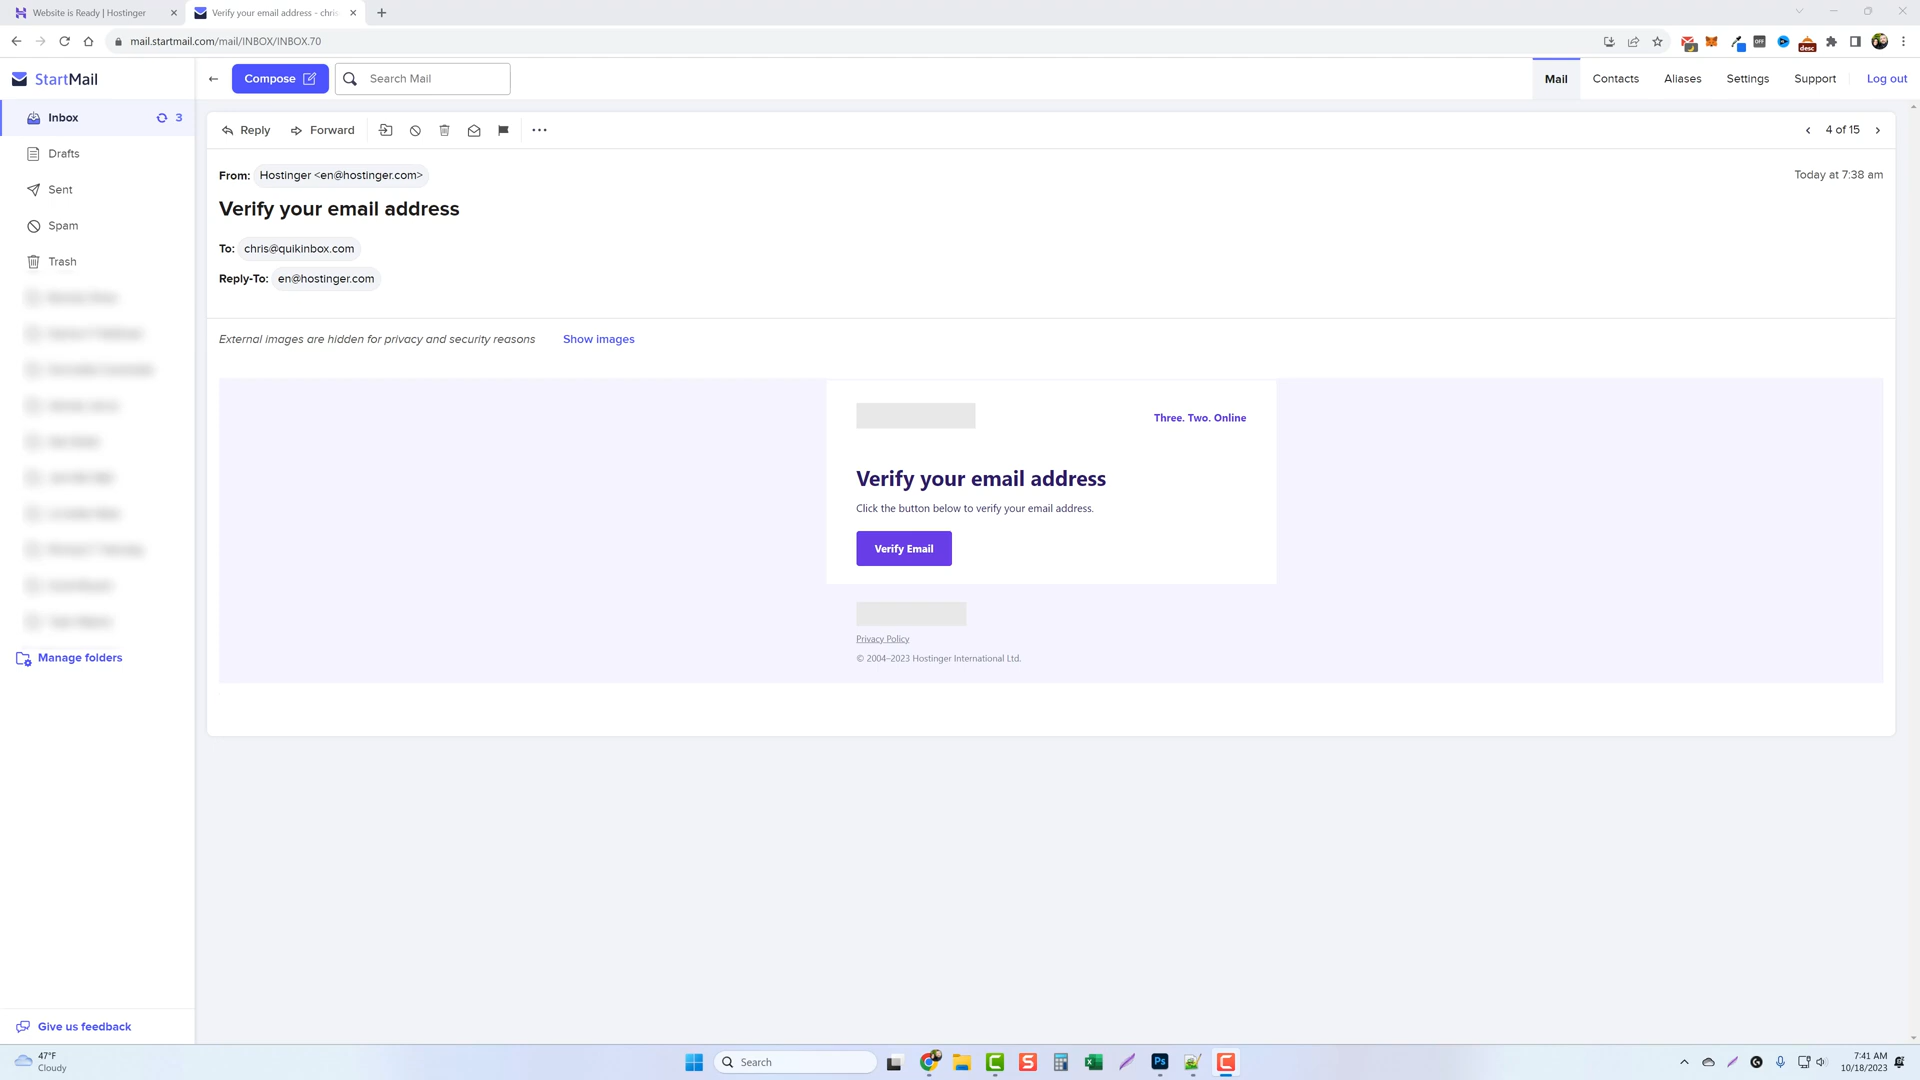 Website is Ready | Hostinger
Verify your email address - chris
mail.startmail.com/mail/INBOX/INBOX.70
OFF
desc
StartMail
Compose
Search Mail
Mail
Contacts
Aliases
Settings
Support
Log out
Inbox
3
Drafts
Sent
Spam
Trash
Manage folders
Give us feedback
Reply
Forward
4 of 15
From: Hostinger <en@hostinger.com>
Today at 7:38 am
Verify your email address
To: chris@quikinbox.com
Reply-To: en@hostinger.com
External images are hidden for privacy and security reasons
Show images
Three. Two. Online
Verify your email address
Click the button below to verify your email address.
Verify Email
Privacy Policy
© 2004–2023 Hostinger International Ltd.
47°F
Cloudy
Search
Ps
7:41 AM
10/18/2023